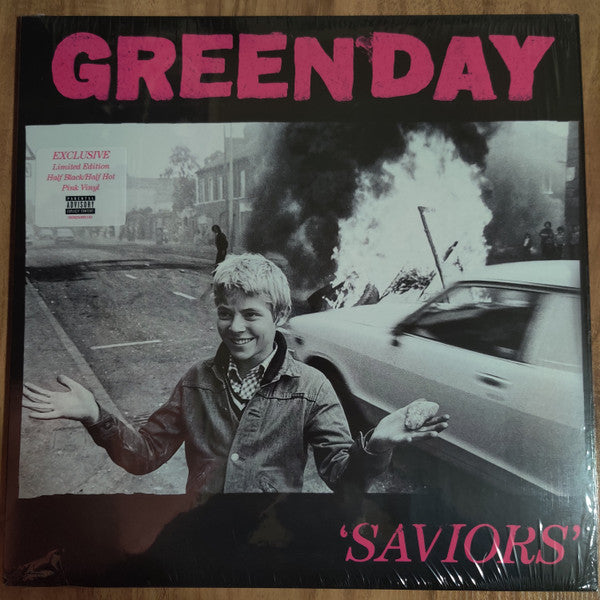 GREEN DAY
EXCLUSIVE
Limited Edition
Half Black/Half Hot
Pink Vinyl
PARENTAL
ADVISORY
EXPLICIT CONTENT
‘SAVIORS’